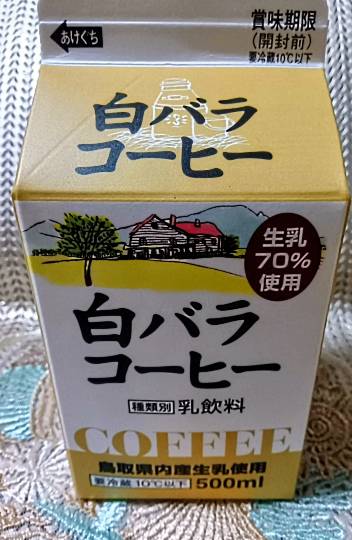 あけぐち
賞味期限
(開封前)
要冷蔵10℃以下
白バラ
コーヒー
生乳
70%
使用
白バラ
コーヒー
種類別 乳飲料
COFFEE
鳥取県内産生乳使用
要冷蔵10℃以下 500ml